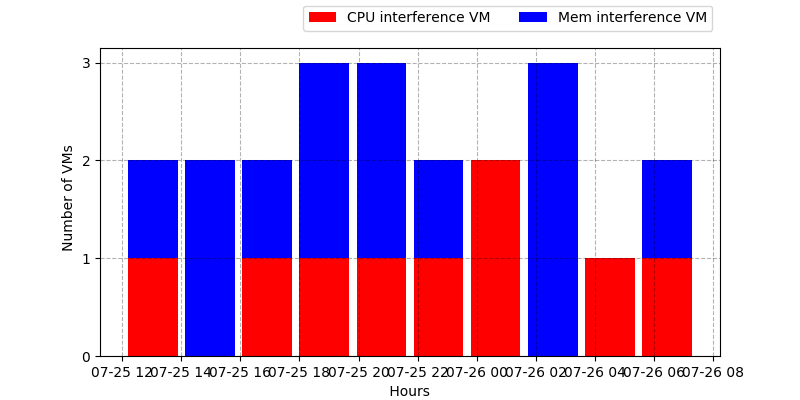 CPU interference VM Mem interference VM
3
2
1
0
Number of VMs
07-25 12 07-25 14 07-25 16 07-25 18 07-25 20 07-25 22 07-26 00 07-26 02 07-26 04 07-26 06 07-26 08
Hours